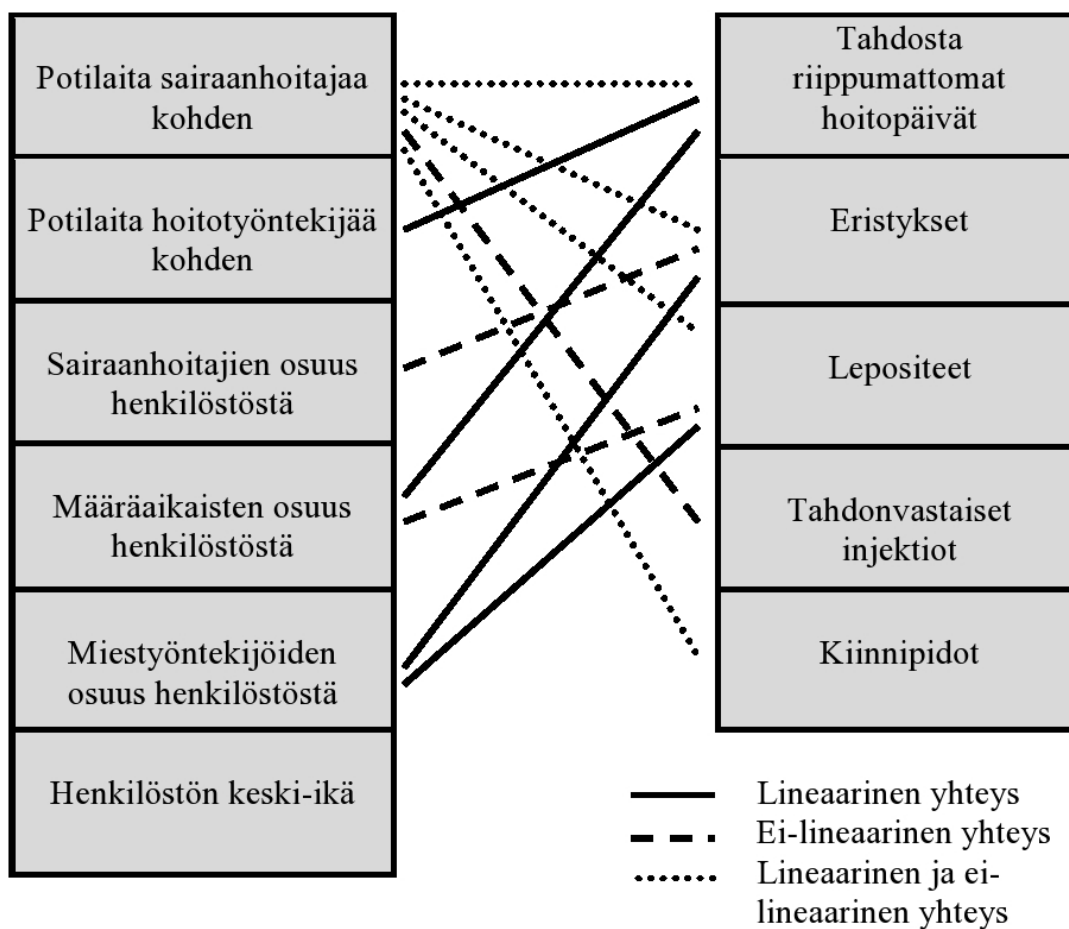 Potilaita sairaanhoitajaa
kohden
Potilaita hoitotyöntekijää
kohden
Sairaanhoitajien osuus
henkilöstöstä
Määräaikaisten osuus
henkilöstöstä
Miestyöntekijöiden
osuus henkilöstöstä
Henkilöstön keski-ikä
Tahdosta
riippumattomat
hoitopäivät
Eristykset
Lepositeet
Tahdonvastaiset
injektiot
Kiinnipidot
Lineaarinen yhteys
Ei-lineaarinen yhteys
Lineaarinen ja ei-
lineaarinen yhteys